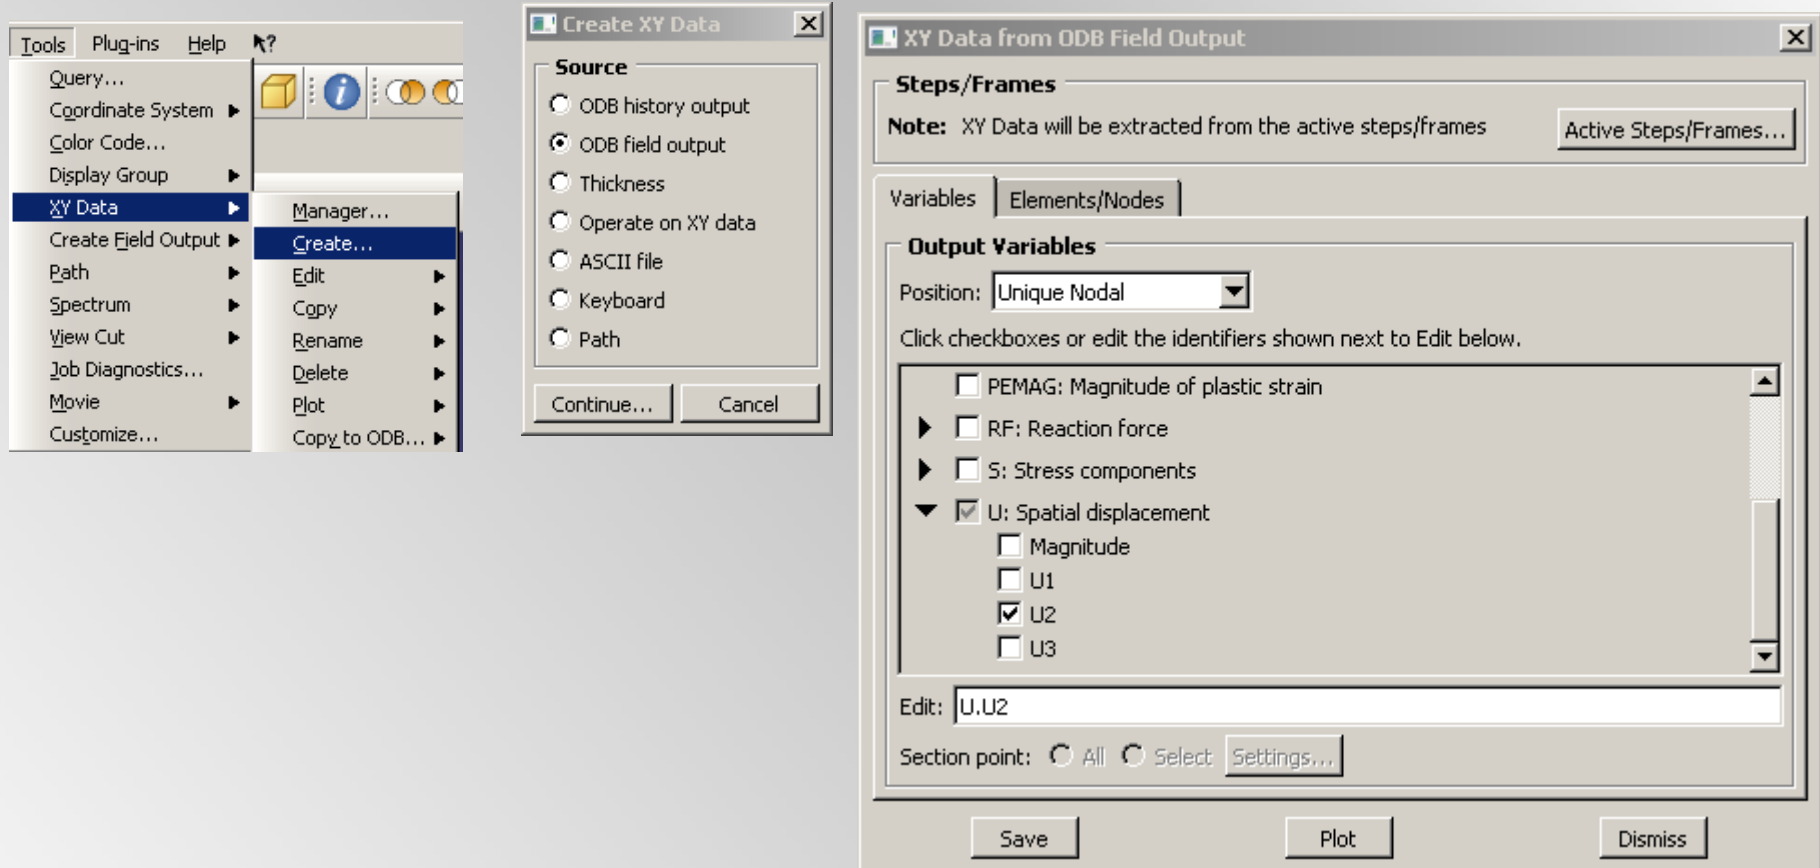 Tools Plug-ins Help ?
Query...
Coordinate System
Color Code...
Display Group
XY Data
Create Field Output
Path
Spectrum
View Cut
Job Diagnostics...
Movie
Customize...
Manager...
Create...
Edit
Copy
Rename
Delete
Plot
Copy to ODB...
i
Create XY Data
Source
ODB history output
ODB field output
Thickness
Operate on XY data
ASCII file
Keyboard
Path
Continue... Cancel
XY Data from ODB Field Output
Steps/Frames
Note: XY Data will be extracted from the active steps/frames Active Steps/Frames...
Variables Elements/Nodes
Output Variables
Position: Unique Nodal
Click checkboxes or edit the identifiers shown next to Edit below.
PEMAG: Magnitude of plastic strain
RF: Reaction force
S: Stress components
U: Spatial displacement
Magnitude
U1
U2
U3
Edit: U.U2
Section point: All Select Settings...
Save Plot Dismiss